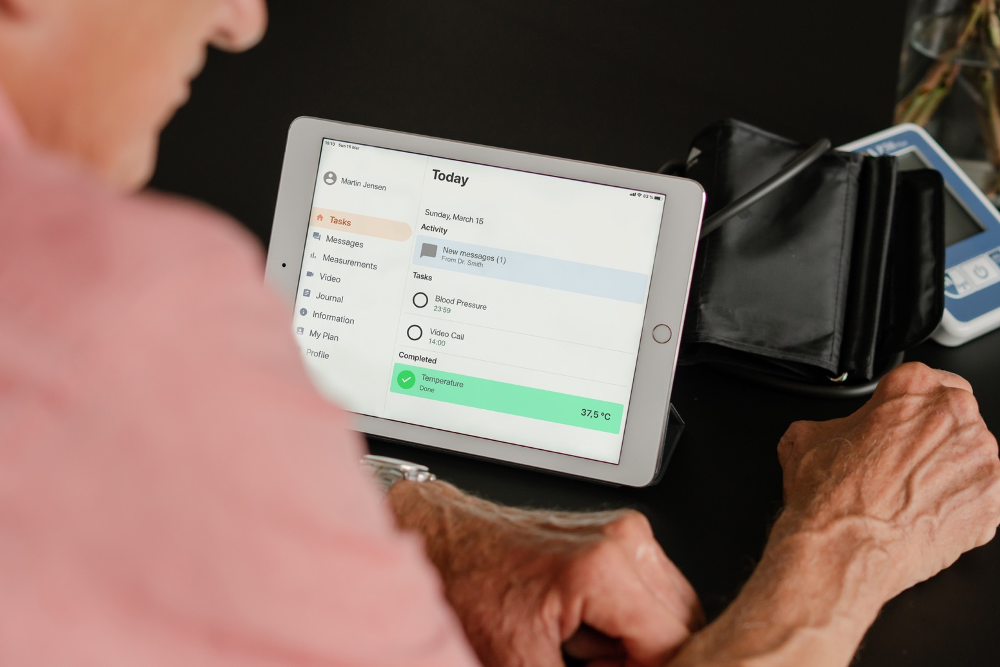 16:10 Sun 15 Mar
83 %
Martin Jensen
Tasks
Messages
Measurements
Video
Journal
Information
My Plan
Profile
Today
Sunday, March 15
Activity
New messages (1)
From Dr. Smith
Tasks
Blood Pressure
23:59
Video Call
14:00
Completed
Temperature
Done
37,5 °C